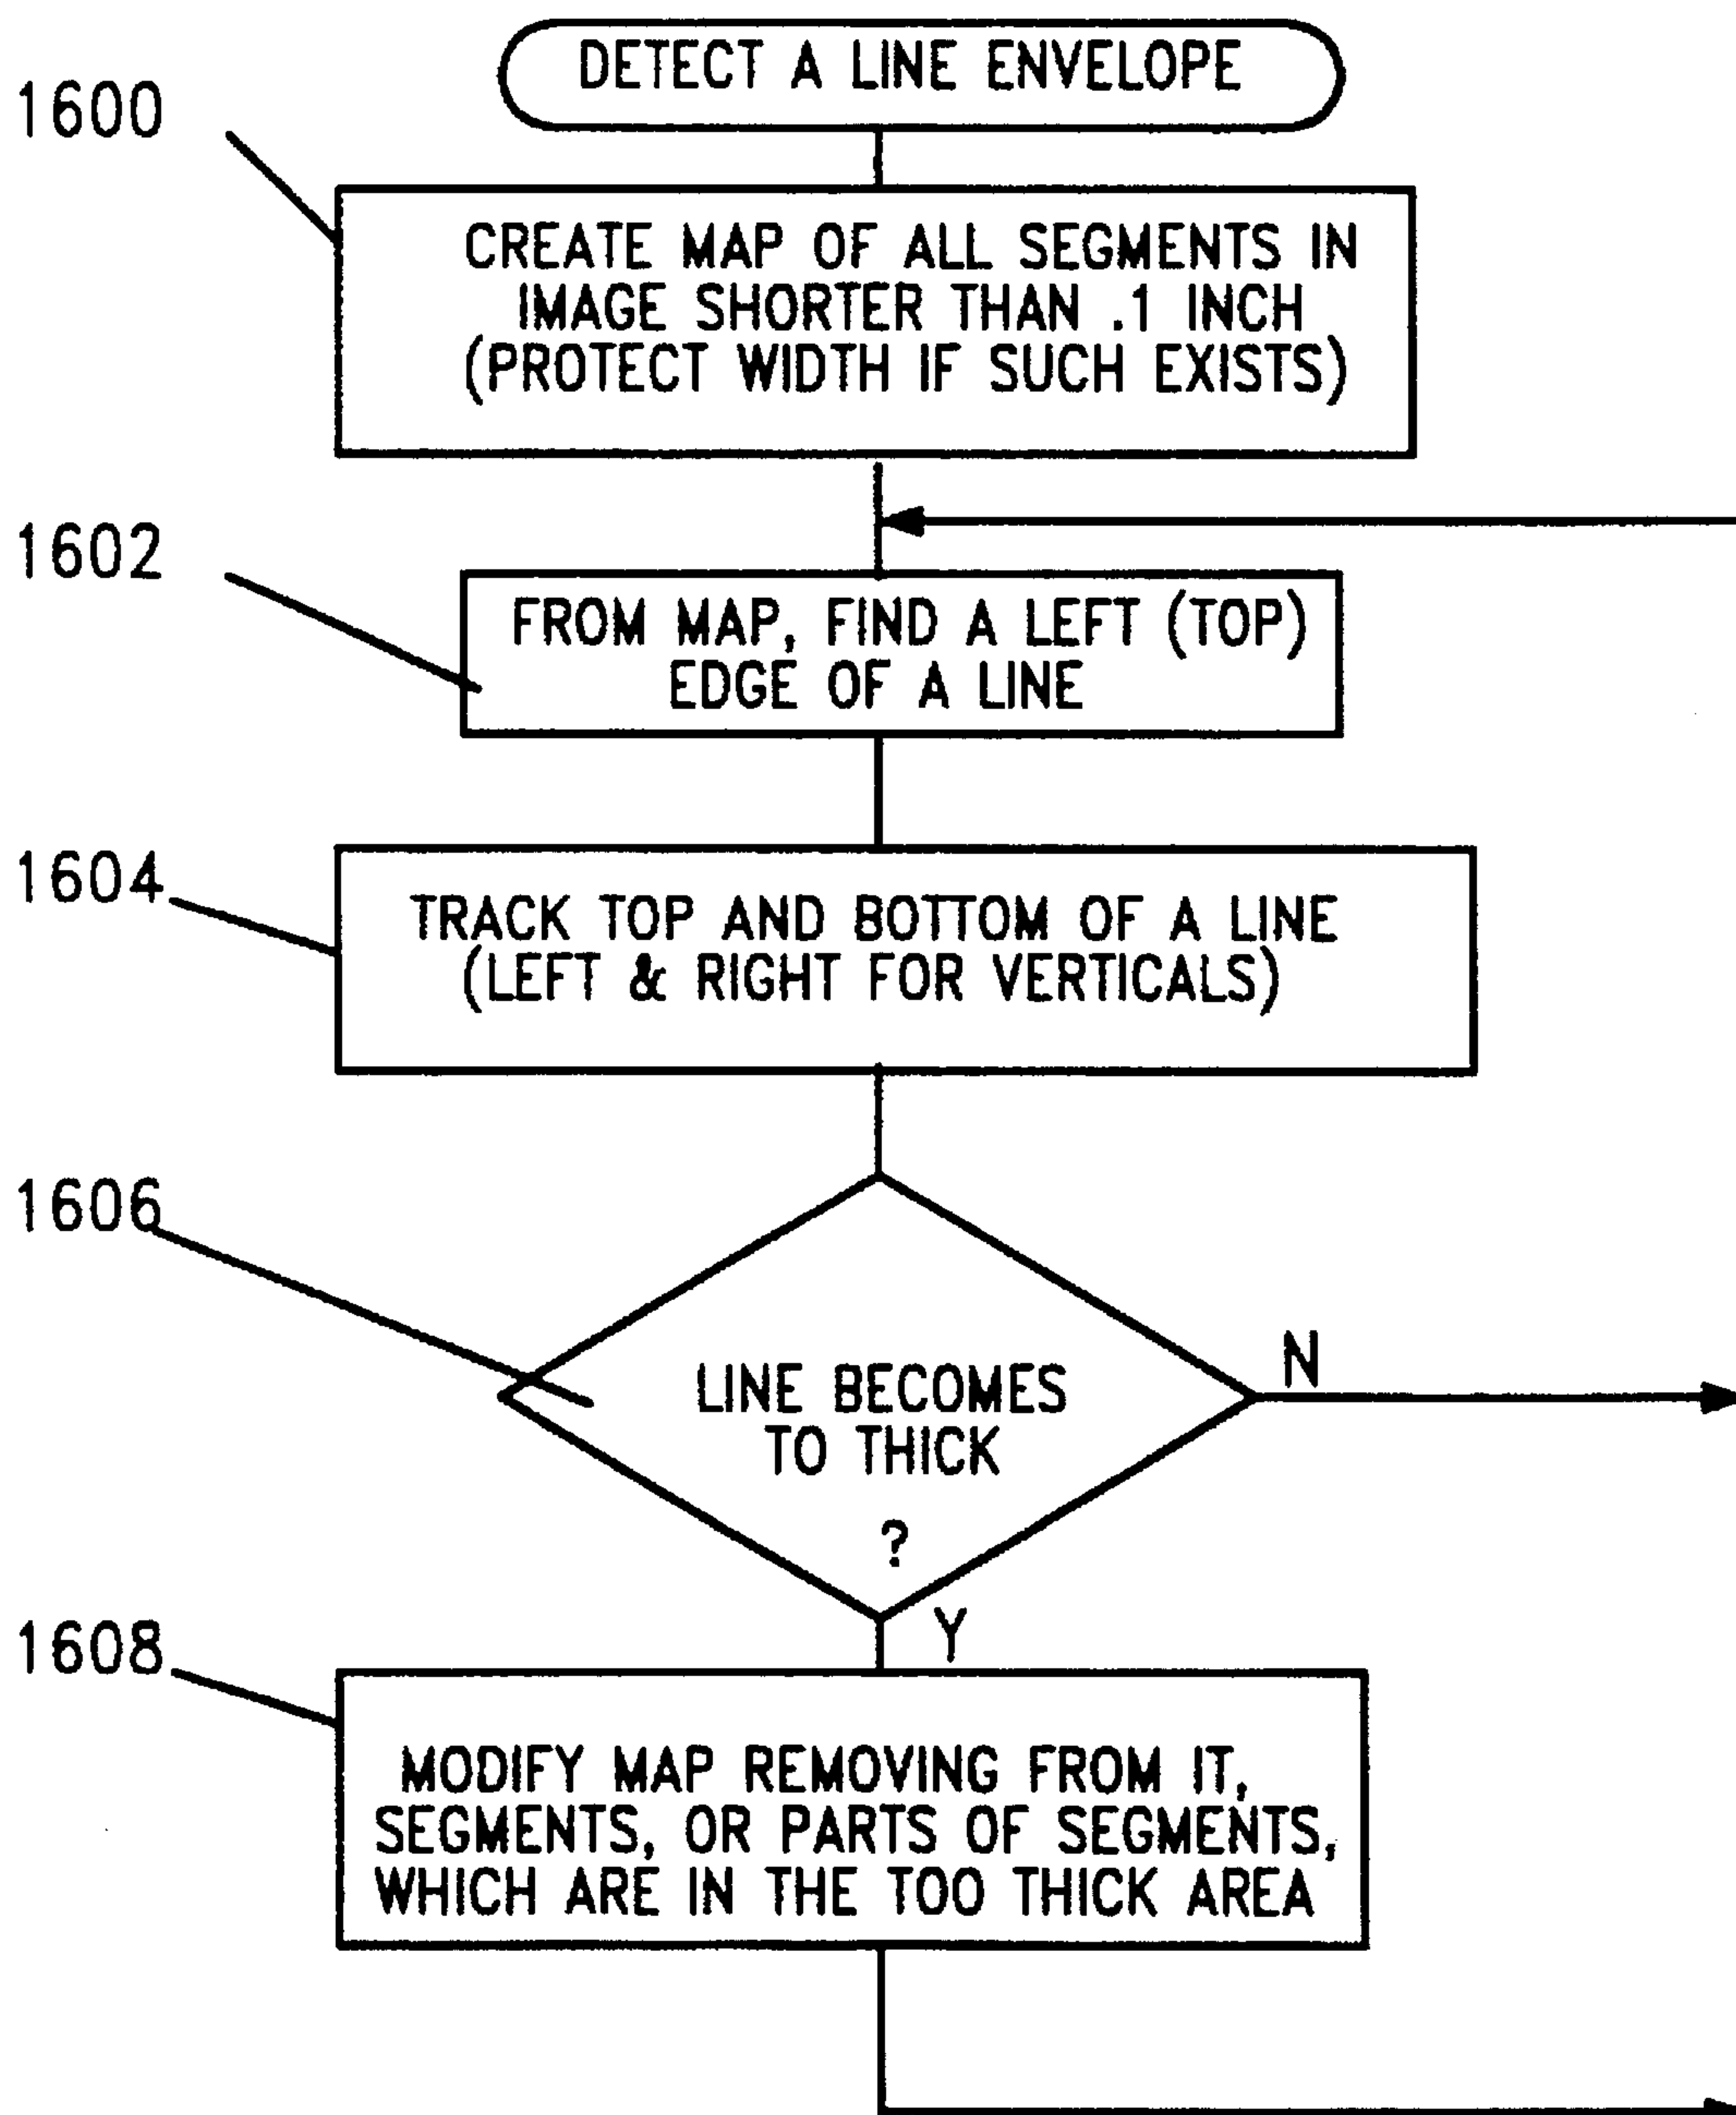 DETECT A LINE ENVELOPE
1600
CREATE MAP OF ALL SEGMENTS IN
IMAGE SHORTER THAN .1 INCH
(PROTECT WIDTH IF SUCH EXISTS)
1602
FROM MAP, FIND A LEFT (TOP)
EDGE OF A LINE
1604
TRACK TOP AND BOTTOM OF A LINE
(LEFT & RIGHT FOR VERTICALS)
1606
N
LINE BECOMES
TO THICK
?
Y
1608
MODIFY MAP REMOVING FROM IT,
SEGMENTS, OR PARTS OF SEGMENTS,
WHICH ARE IN THE TOO THICK AREA